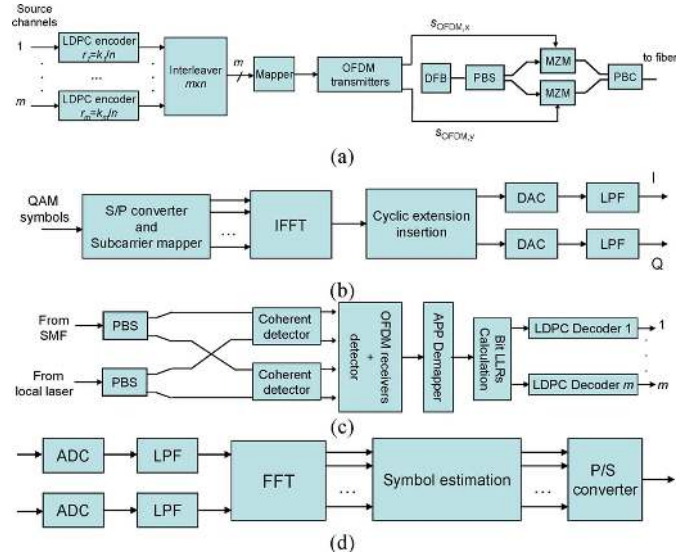 Source
channels
1
LDPC encoder
r₁=k₁/n
...
m
LDPC encoder
rₘ=kₘ/n
Interleaver
mxn
m
Mapper
OFDM
transmitters
sOFDM,x
sOFDM,y
DFB
PBS
MZM
MZM
PBC
to fiber
(a)
QAM
symbols
S/P converter
and
Subcarrier mapper
...
IFFT
Cyclic extension
insertion
DAC
LPF
I
DAC
LPF
Q
(b)
From
SMF
PBS
From
local laser
PBS
Coherent
detector
Coherent
detector
OFDM receivers
+
detector
APP Demapper
Bit LLRs
Calculation
LDPC Decoder 1
1
LDPC Decoder m
m
(c)
ADC
LPF
ADC
LPF
FFT
...
Symbol estimation
...
P/S
converter
(d)